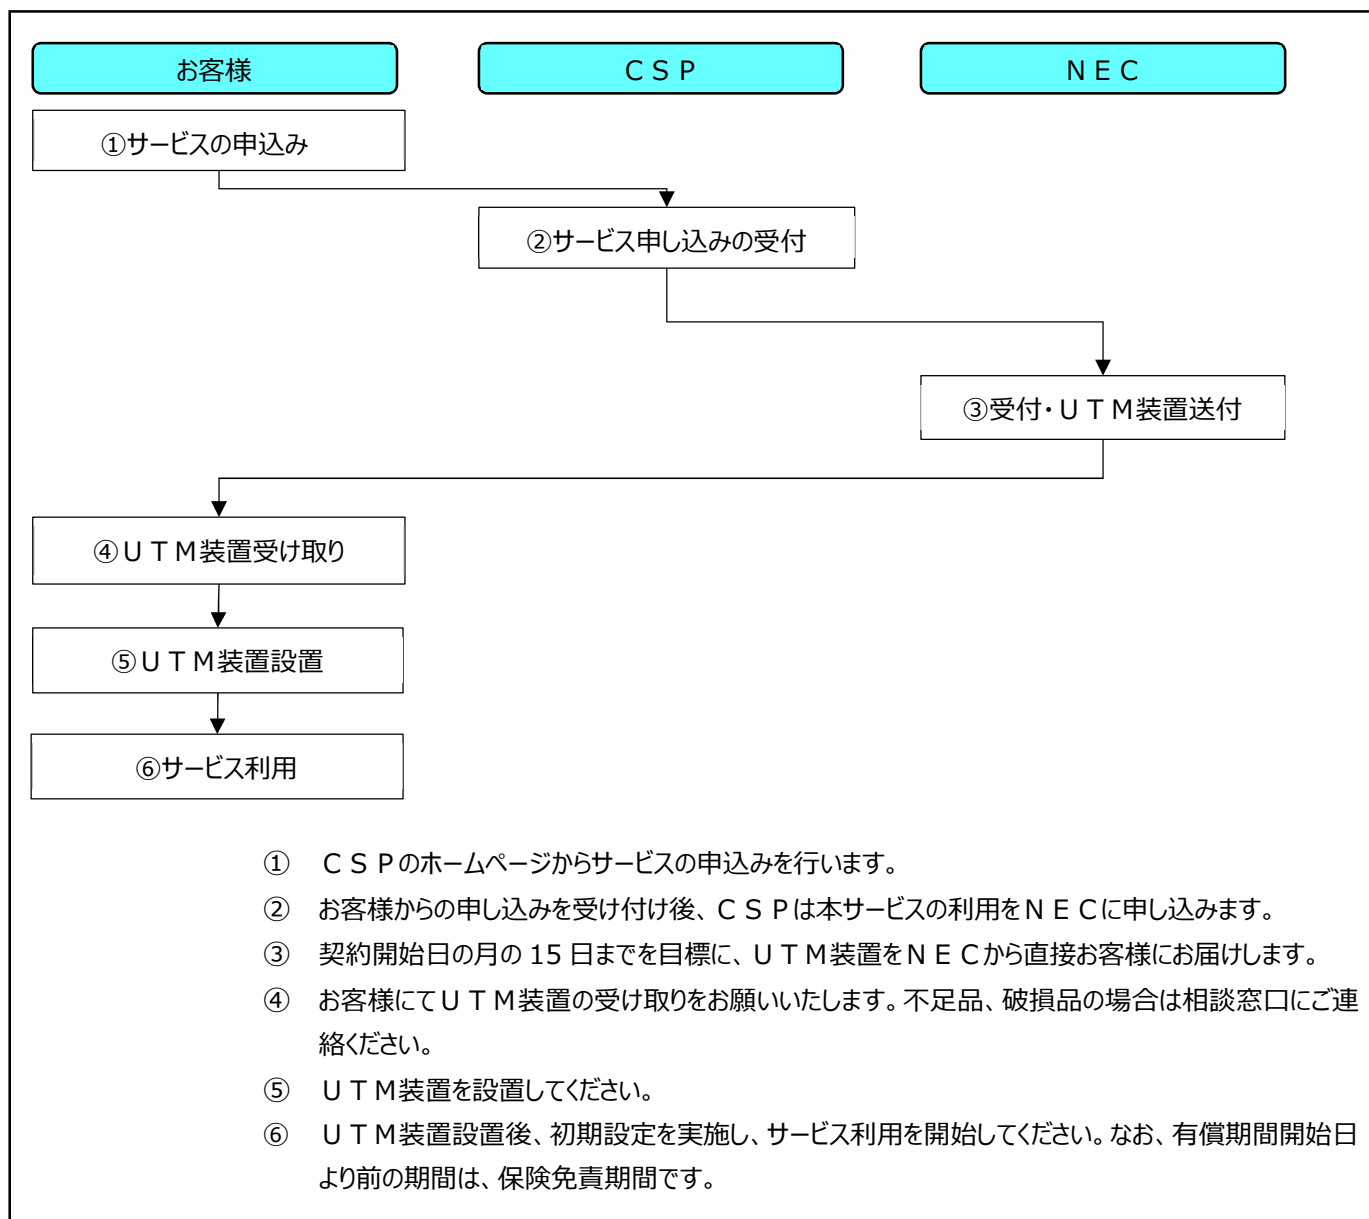 お客様
ＣＳＰ
ＮＥＣ
①サービスの申込み
②サービス申し込みの受付
③受付・ＵＴＭ装置送付
④ＵＴＭ装置受け取り
⑤ＵＴＭ装置設置
⑥サービス利用
① ＣＳＰのホームページからサービスの申込みを行います。
② お客様からの申し込みを受け付け後、ＣＳＰは本サービスの利用をＮＥＣに申し込みます。
③ 契約開始日の月の 15 日までを目標に、ＵＴＭ装置をＮＥＣから直接お客様にお届けします。
④ お客様にてＵＴＭ装置の受け取りをお願いいたします。不足品、破損品の場合は相談窓口にご連
絡ください。
⑤ ＵＴＭ装置を設置してください。
⑥ ＵＴＭ装置設置後、初期設定を実施し、サービス利用を開始してください。なお、有償期間開始日
より前の期間は、保険免責期間です。